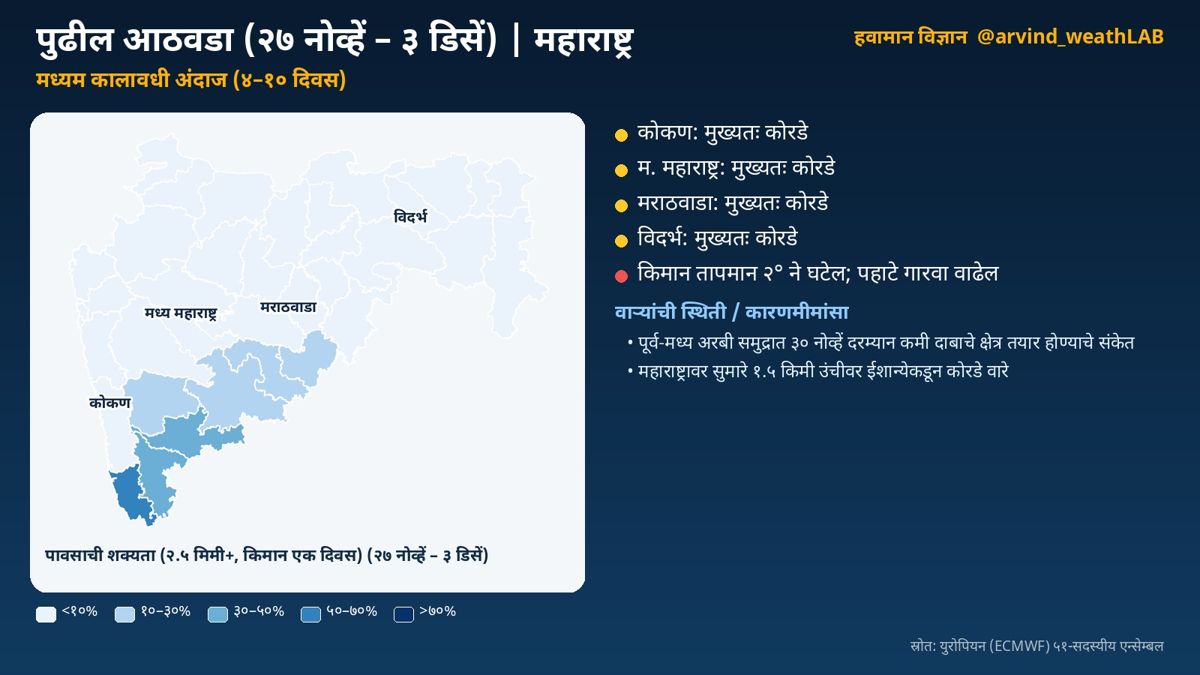 पुढील आठवडा (२७ नोव्हें – ३ डिसें) | महाराष्ट्र
हवामान विज्ञान @arvind_weathLAB
मध्यम कालावधी अंदाज (४–१० दिवस)
विदर्भ
मध्य महाराष्ट्र
मराठवाडा
कोकण
पावसाची शक्यता (२.५ मिमी+, किमान एक दिवस) (२७ नोव्हें – ३ डिसें)
<१०%
१०–३०%
३०–५०%
५०–७०%
>७०%
कोकण: मुख्यतः कोरडे
म. महाराष्ट्र: मुख्यतः कोरडे
मराठवाडा: मुख्यतः कोरडे
विदर्भ: मुख्यतः कोरडे
किमान तापमान २° ने घटेल; पहाटे गारवा वाढेल
वाऱ्यांची स्थिती / कारणमीमांसा
• पूर्व-मध्य अरबी समुद्रात ३० नोव्हें दरम्यान कमी दाबाचे क्षेत्र तयार होण्याचे संकेत
• महाराष्ट्रावर सुमारे १.५ किमी उंचीवर ईशान्येकडून कोरडे वारे
स्रोत: युरोपियन (ECMWF) ५१-सदस्यीय एन्सेम्बल